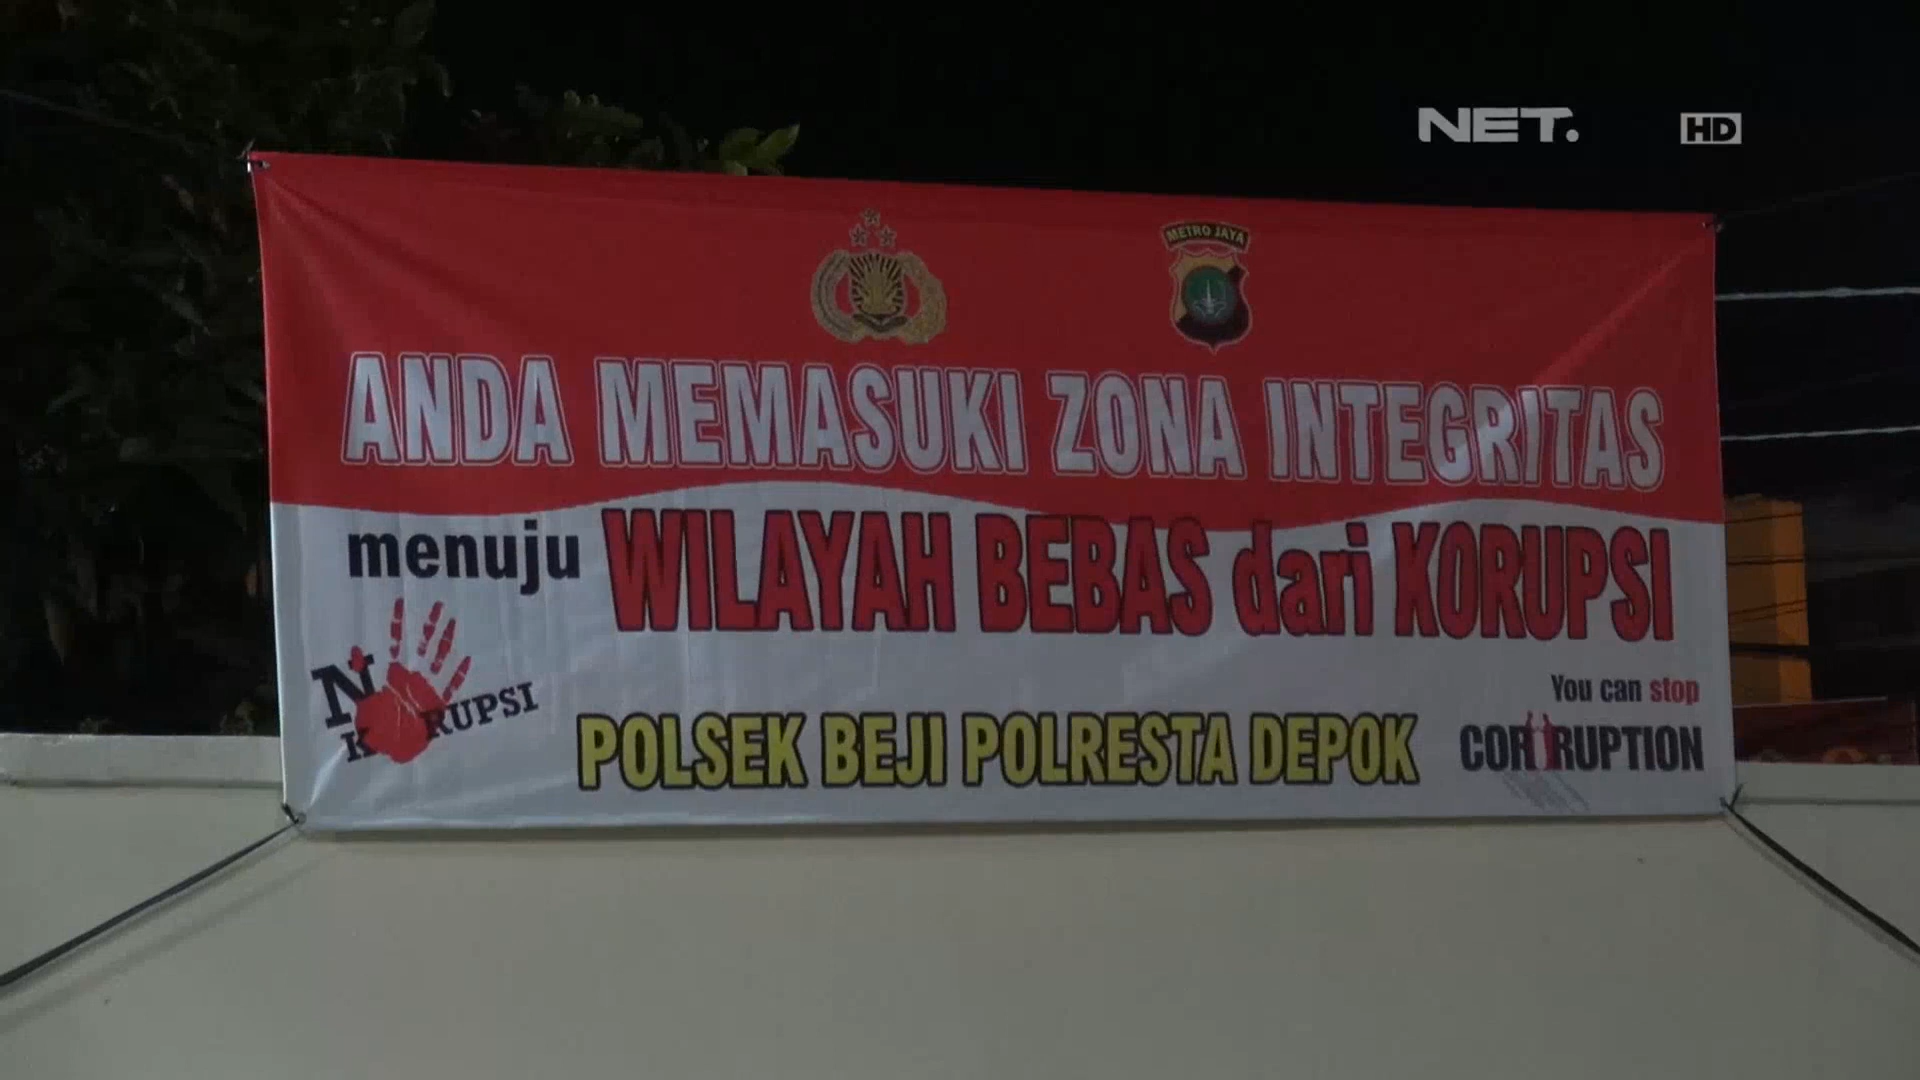 NET.
HD
METRO JAYA
ANDA MEMASUKI ZONA INTEGRITAS
menuju WILAYAH BEBAS dari KORUPSI
NO KORUPSI
You can stop
CORRUPTION
POLSEK BEJI POLRESTA DEPOK